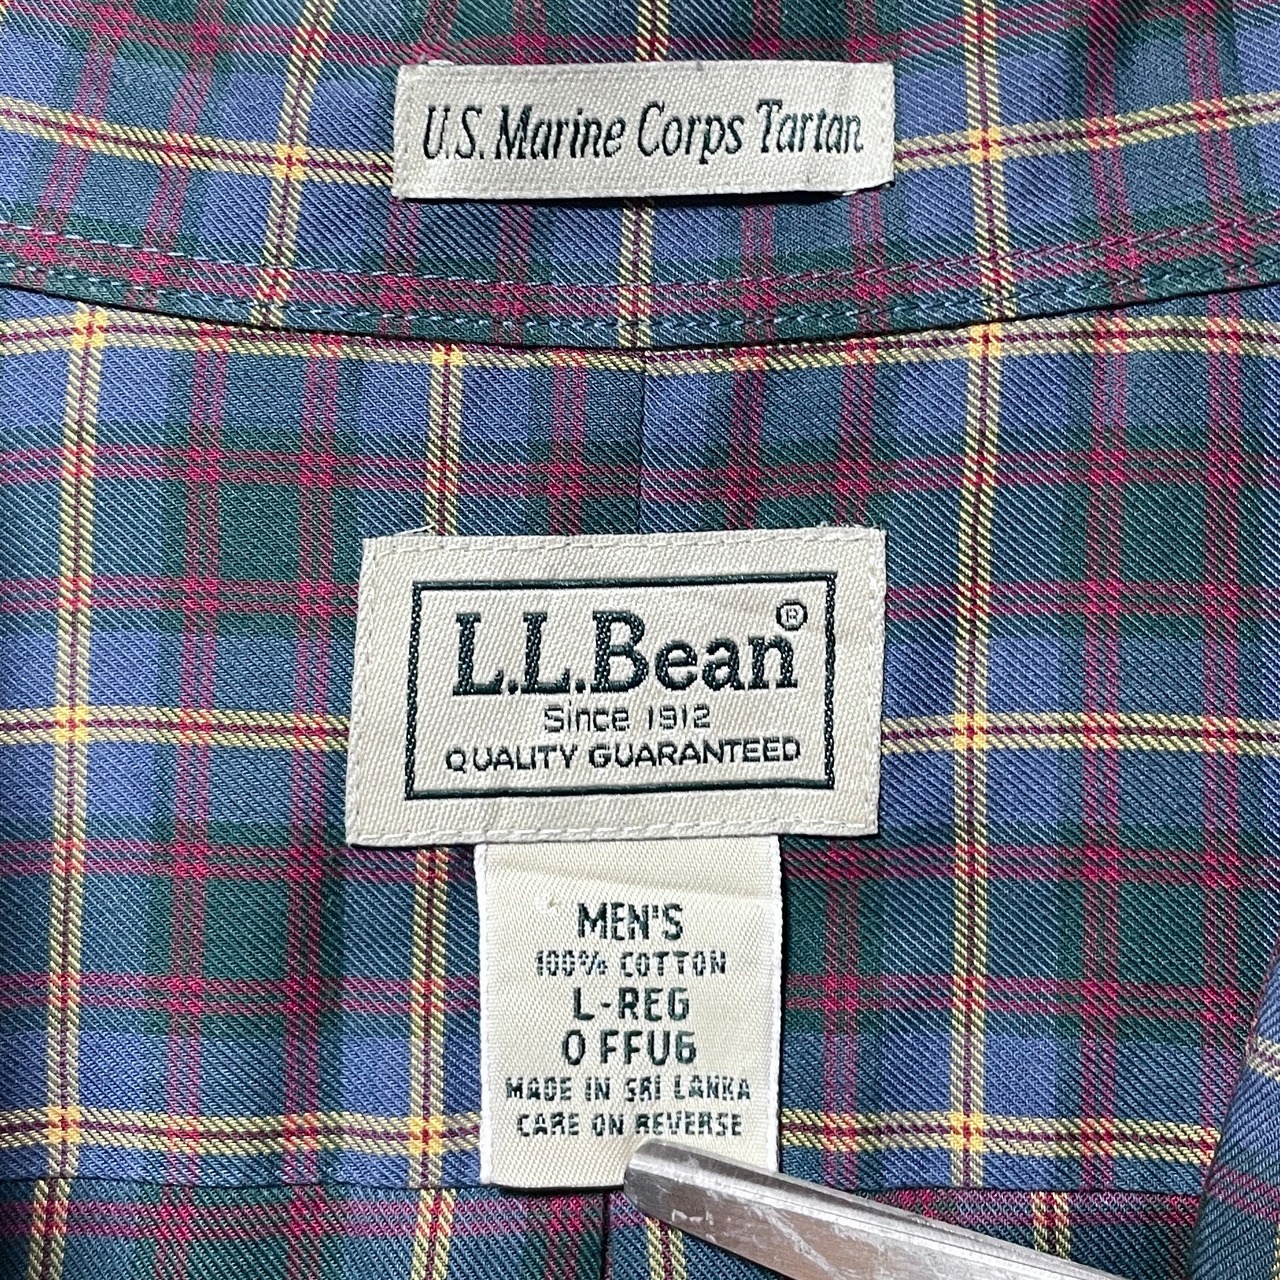 U.S. Marine Corps Tartan
L.L.Bean®
Since 1912
QUALITY GUARANTEED
MEN'S
100% COTTON
L-REG
0 FFU6
MADE IN SRI LANKA
CARE ON REVERSE